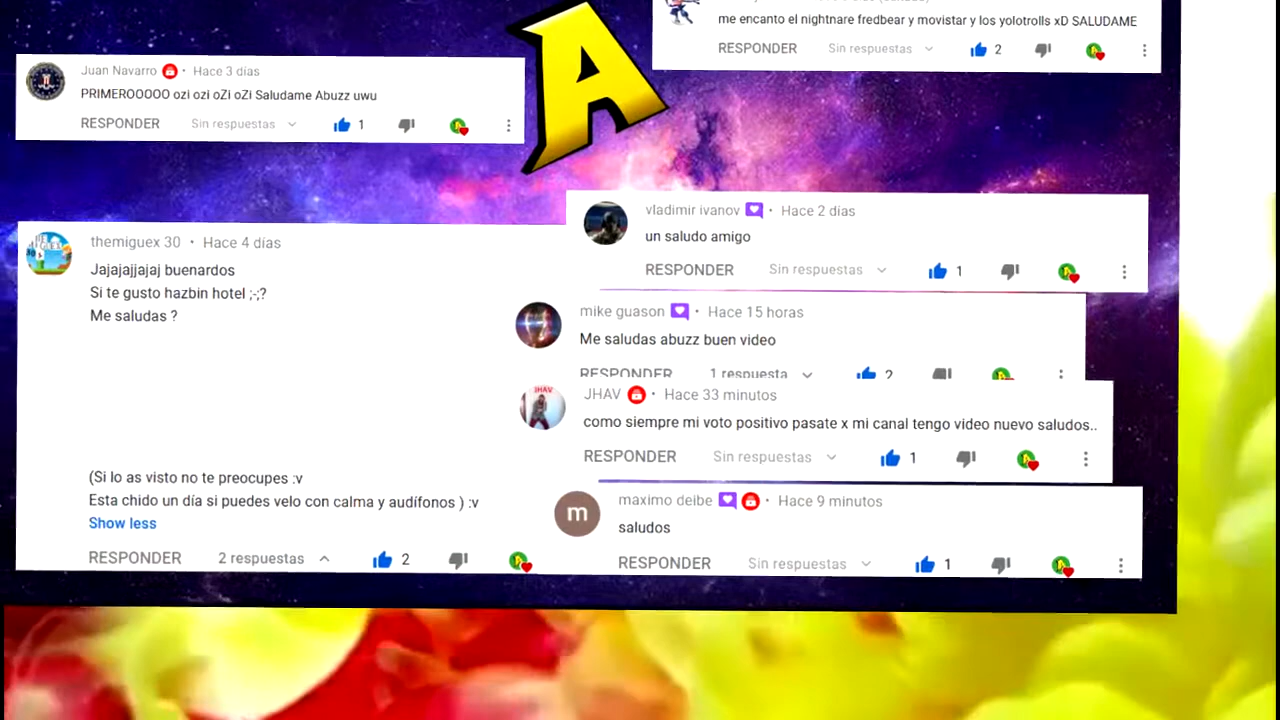 me encanto el nightnare fredbear y movistar y los yolotrolls xD SALUDAME
RESPONDER Sin respuestas 2
A
Juan Navarro · Hace 3 días
PRIMEROOOOO ozi ozi oZi oZi Saludame Abuzz uwu
RESPONDER Sin respuestas 1
themiguex 30 · Hace 4 días
Jajajajjajaj buenardos
Si te gusto hazbin hotel ;-;?
Me saludas ?
(Si lo as visto no te preocupes :v
Esta chido un día si puedes velo con calma y audífonos ) :v
Show less
RESPONDER 2 respuestas 2
vladimir ivanov · Hace 2 días
un saludo amigo
RESPONDER Sin respuestas 1
mike guason · Hace 15 horas
Me saludas abuzz buen video
RESPONDER 1 respuesta 2
JHAV
JHAV · Hace 33 minutos
como siempre mi voto positivo pasate x mi canal tengo video nuevo saludos..
RESPONDER Sin respuestas 1
m
maximo deibe · Hace 9 minutos
saludos
RESPONDER Sin respuestas 1